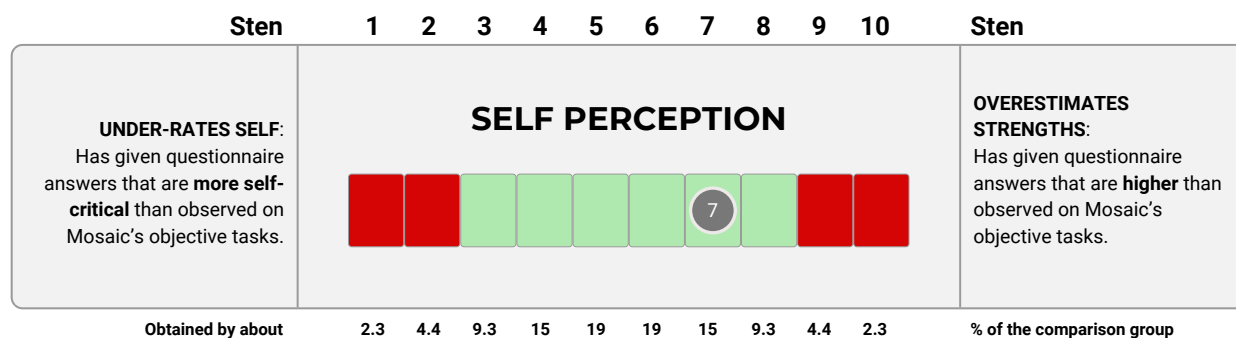 Sten 1 2 3 4 5 6 7 8 9 10 Sten
UNDER-RATES SELF:
Has given questionnaire
answers that are more self-
critical than observed on
Mosaic's objective tasks.
SELF PERCEPTION
7
OVERESTIMATES
STRENGTHS:
Has given questionnaire
answers that are higher than
observed on Mosaic's
objective tasks.
Obtained by about 2.3 4.4 9.3 15 19 19 15 9.3 4.4 2.3 % of the comparison group